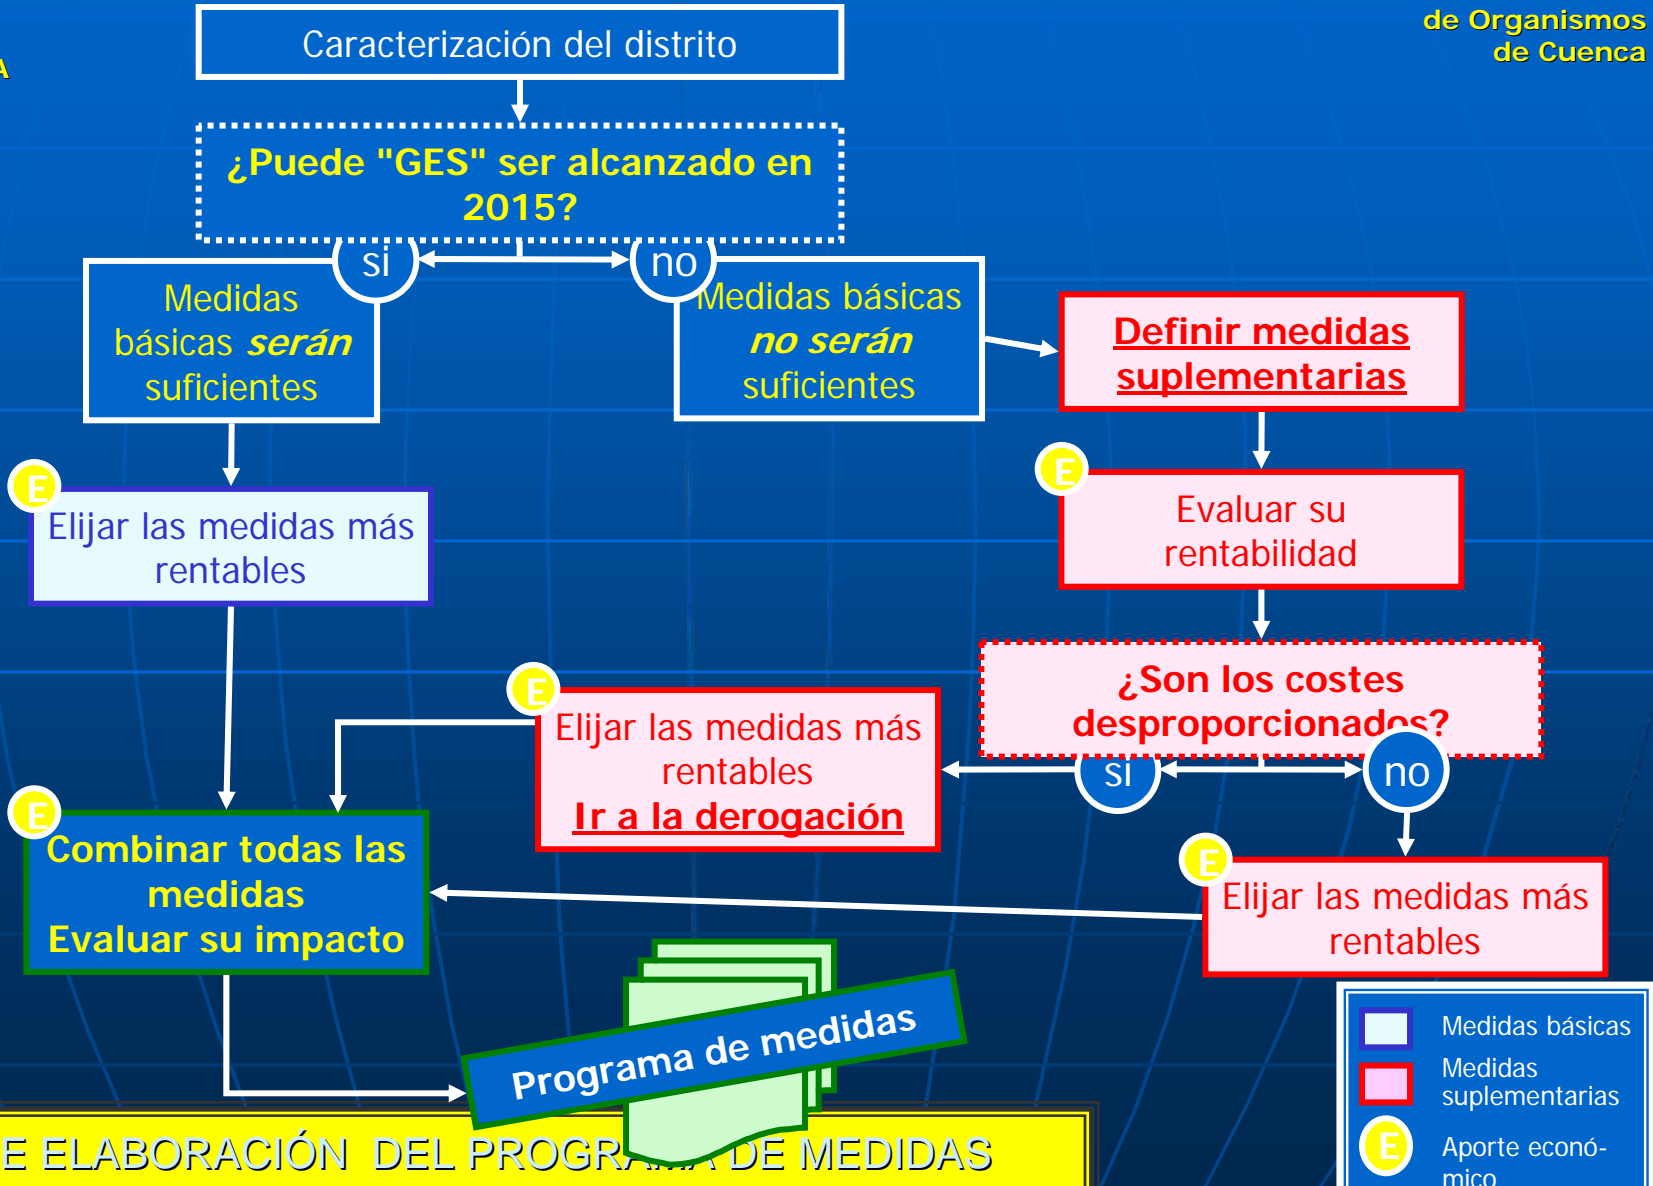 de Organismos
de Cuenca
A
Caracterización del distrito
¿Puede "GES" ser alcanzado en
2015?
si
no
Medidas
básicas serán
suficientes
Medidas básicas
no serán
suficientes
Definir medidas
suplementarias
E
Elijar las medidas más
rentables
E
Evaluar su
rentabilidad
¿Son los costes
desproporcionados?
si
no
E
Elijar las medidas más
rentables
Ir a la derogación
E
Combinar todas las
medidas
Evaluar su impacto
E
Elijar las medidas más
rentables
Programa de medidas
Medidas básicas
Medidas
suplementarias
E
Aporte econó-
mico
E ELABORACIÓN DEL PROGRAMA DE MEDIDAS